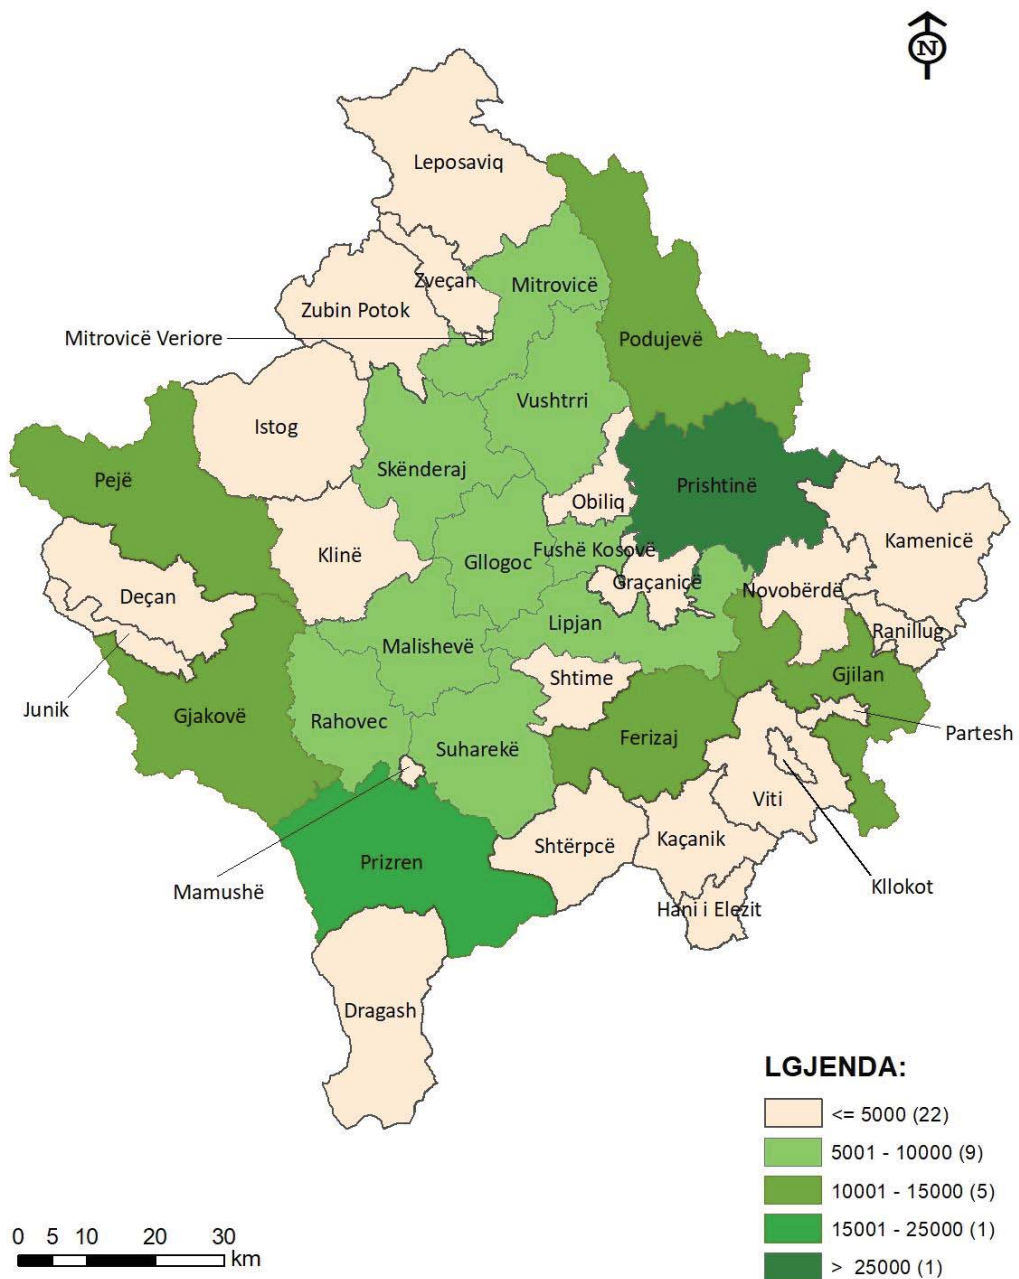 N
Leposaviq
Zveçan
Mitrovicë
Zubin Potok
Mitrovicë Veriore
Podujevë
Vushtrri
Istog
Skënderaj
Pejë
Prishtinë
Obiliq
Kamenicë
Fushë Kosovë
Klinë
Gllogoc
Graçanicë
Novobërdë
Deçan
Lipjan
Ranillug
Malishevë
Shtime
Gjilan
Junik
Gjakovë
Rahovec
Ferizaj
Partesh
Suharekë
Viti
Shtërpcë
Kaçanik
Prizren
Mamushë
Kllokot
Hani i Elezit
Dragash
LGJENDA:
<= 5000 (22)
5001 - 10000 (9)
10001 - 15000 (5)
15001 - 25000 (1)
> 25000 (1)
0 5 10 20 30
km